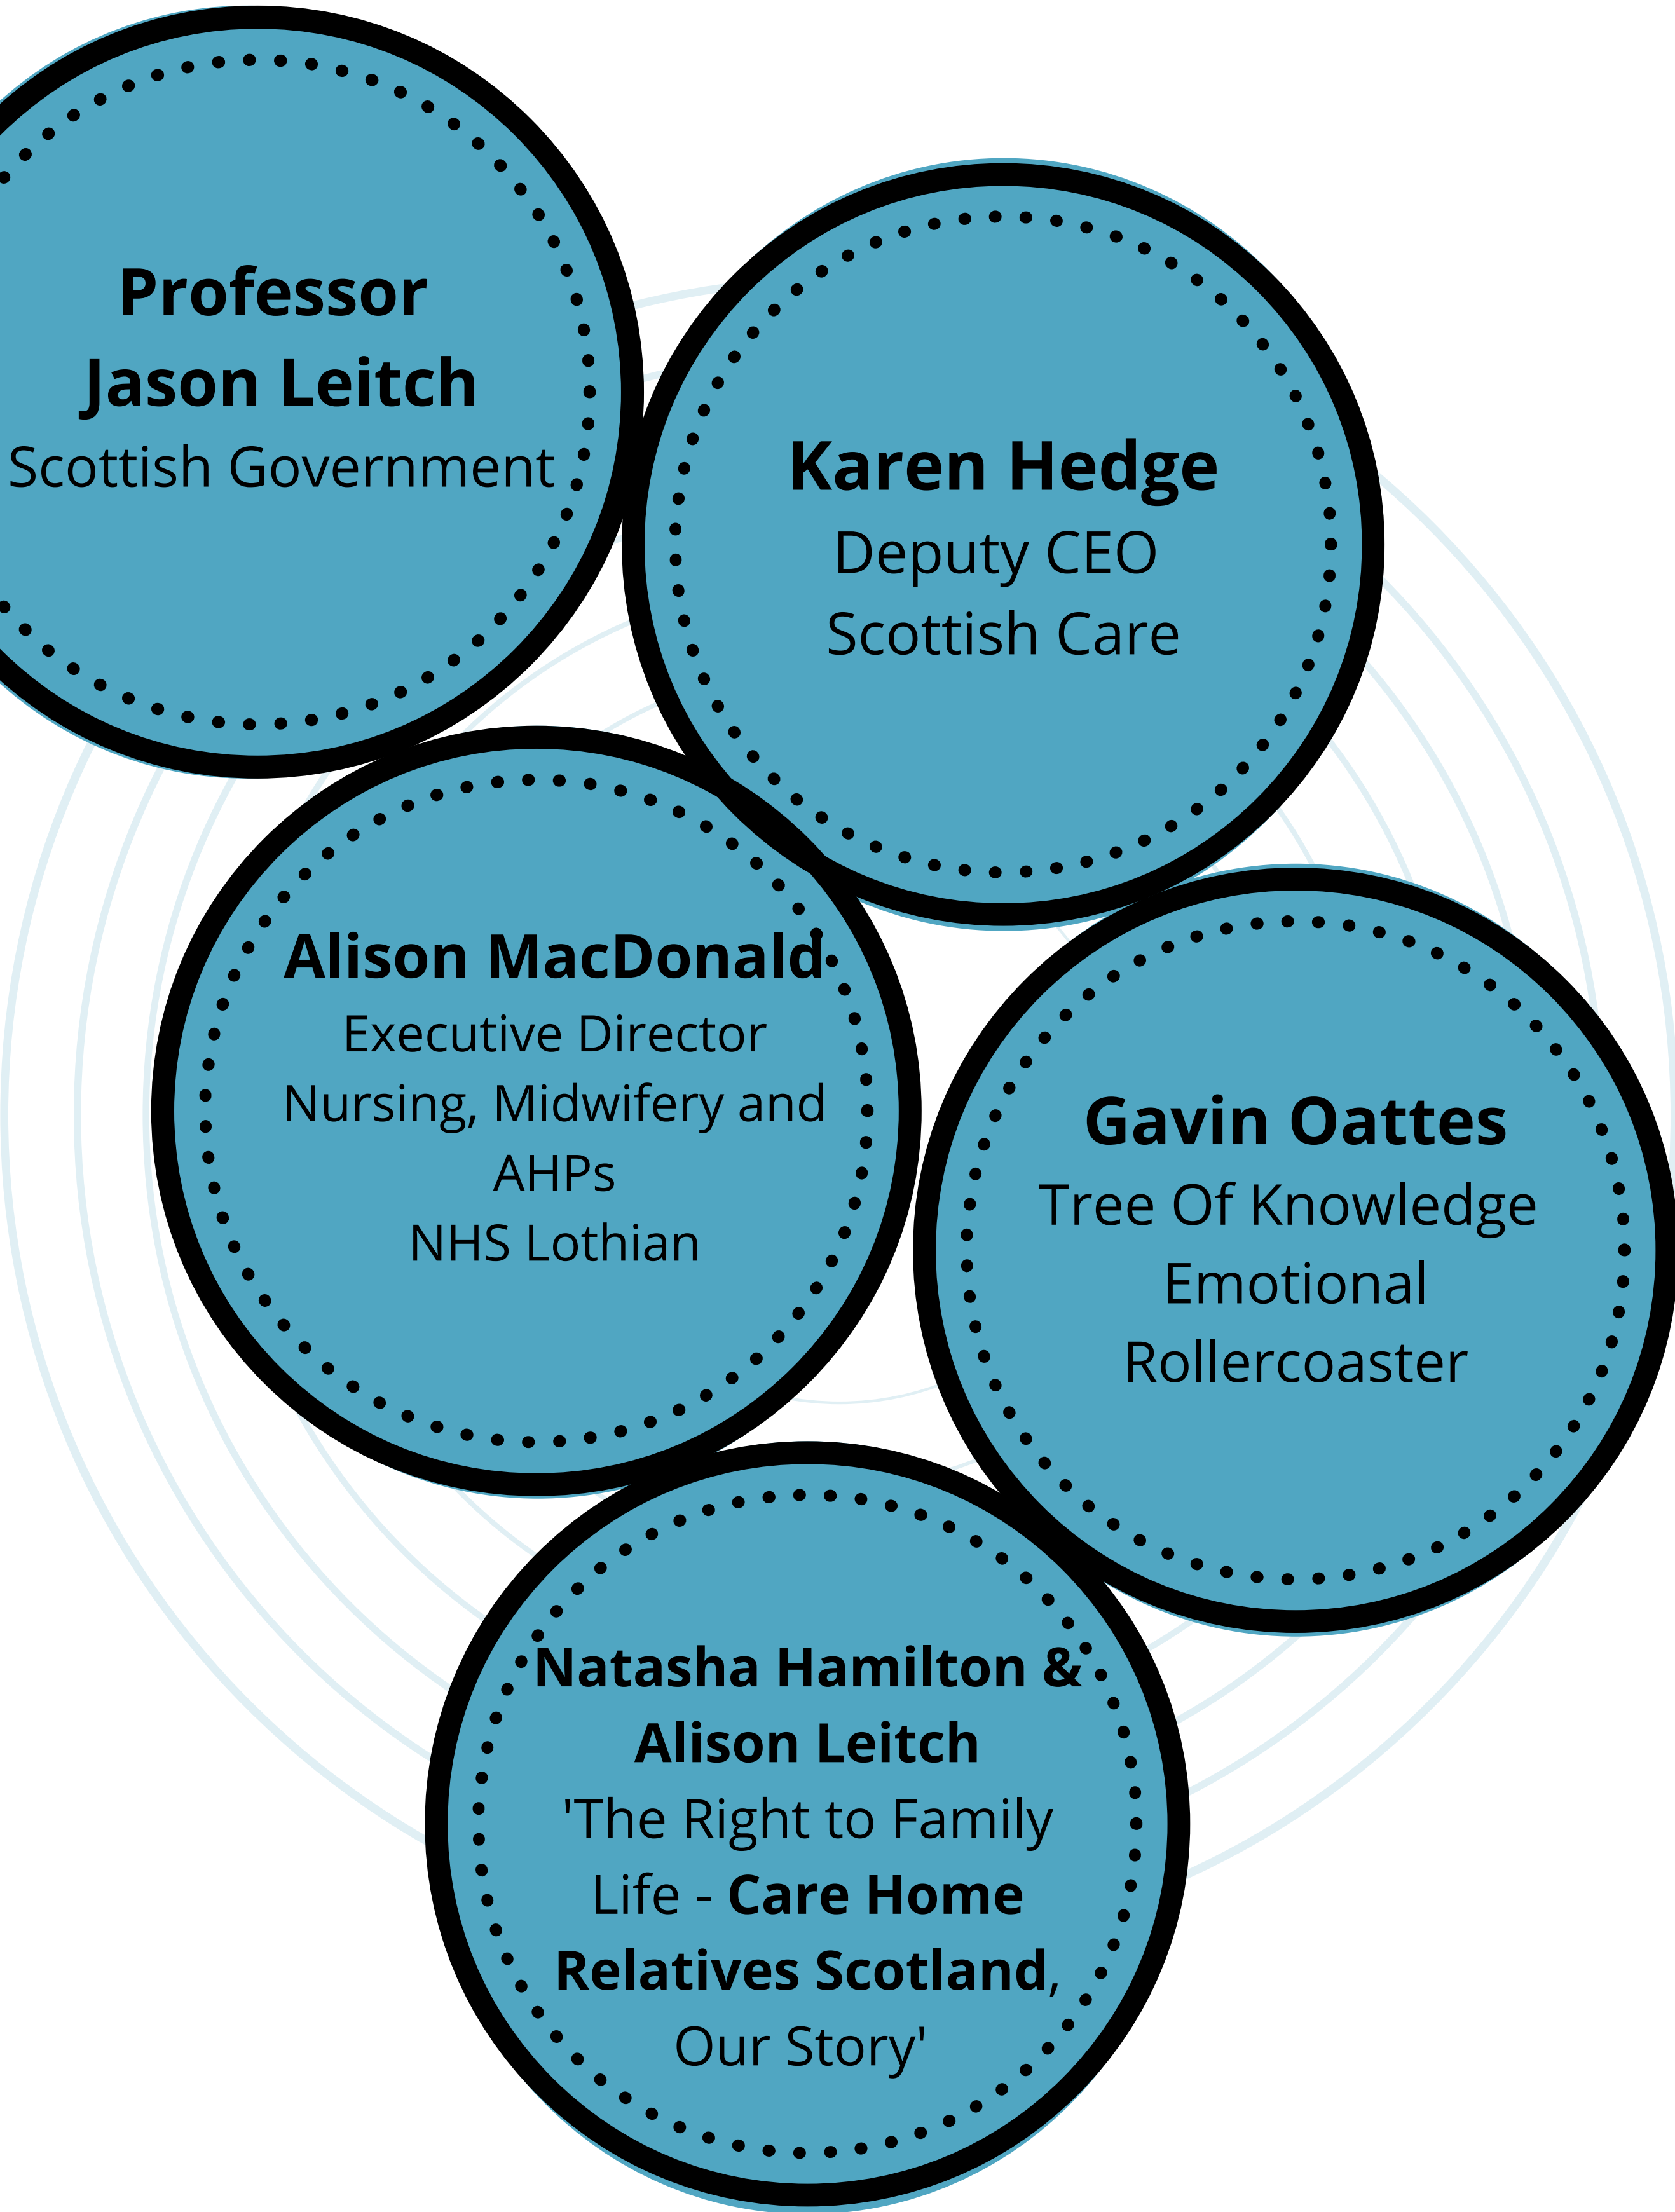 Professor
Jason Leitch
Scottish Government
Karen Hedge
Deputy CEO
Scottish Care
Alison MacDonald
Executive Director
Nursing, Midwifery and
AHPs
NHS Lothian
Gavin Oattes
Tree Of Knowledge
Emotional
Rollercoaster
Natasha Hamilton &
Alison Leitch
'The Right to Family
Life - Care Home
Relatives Scotland,
Our Story'